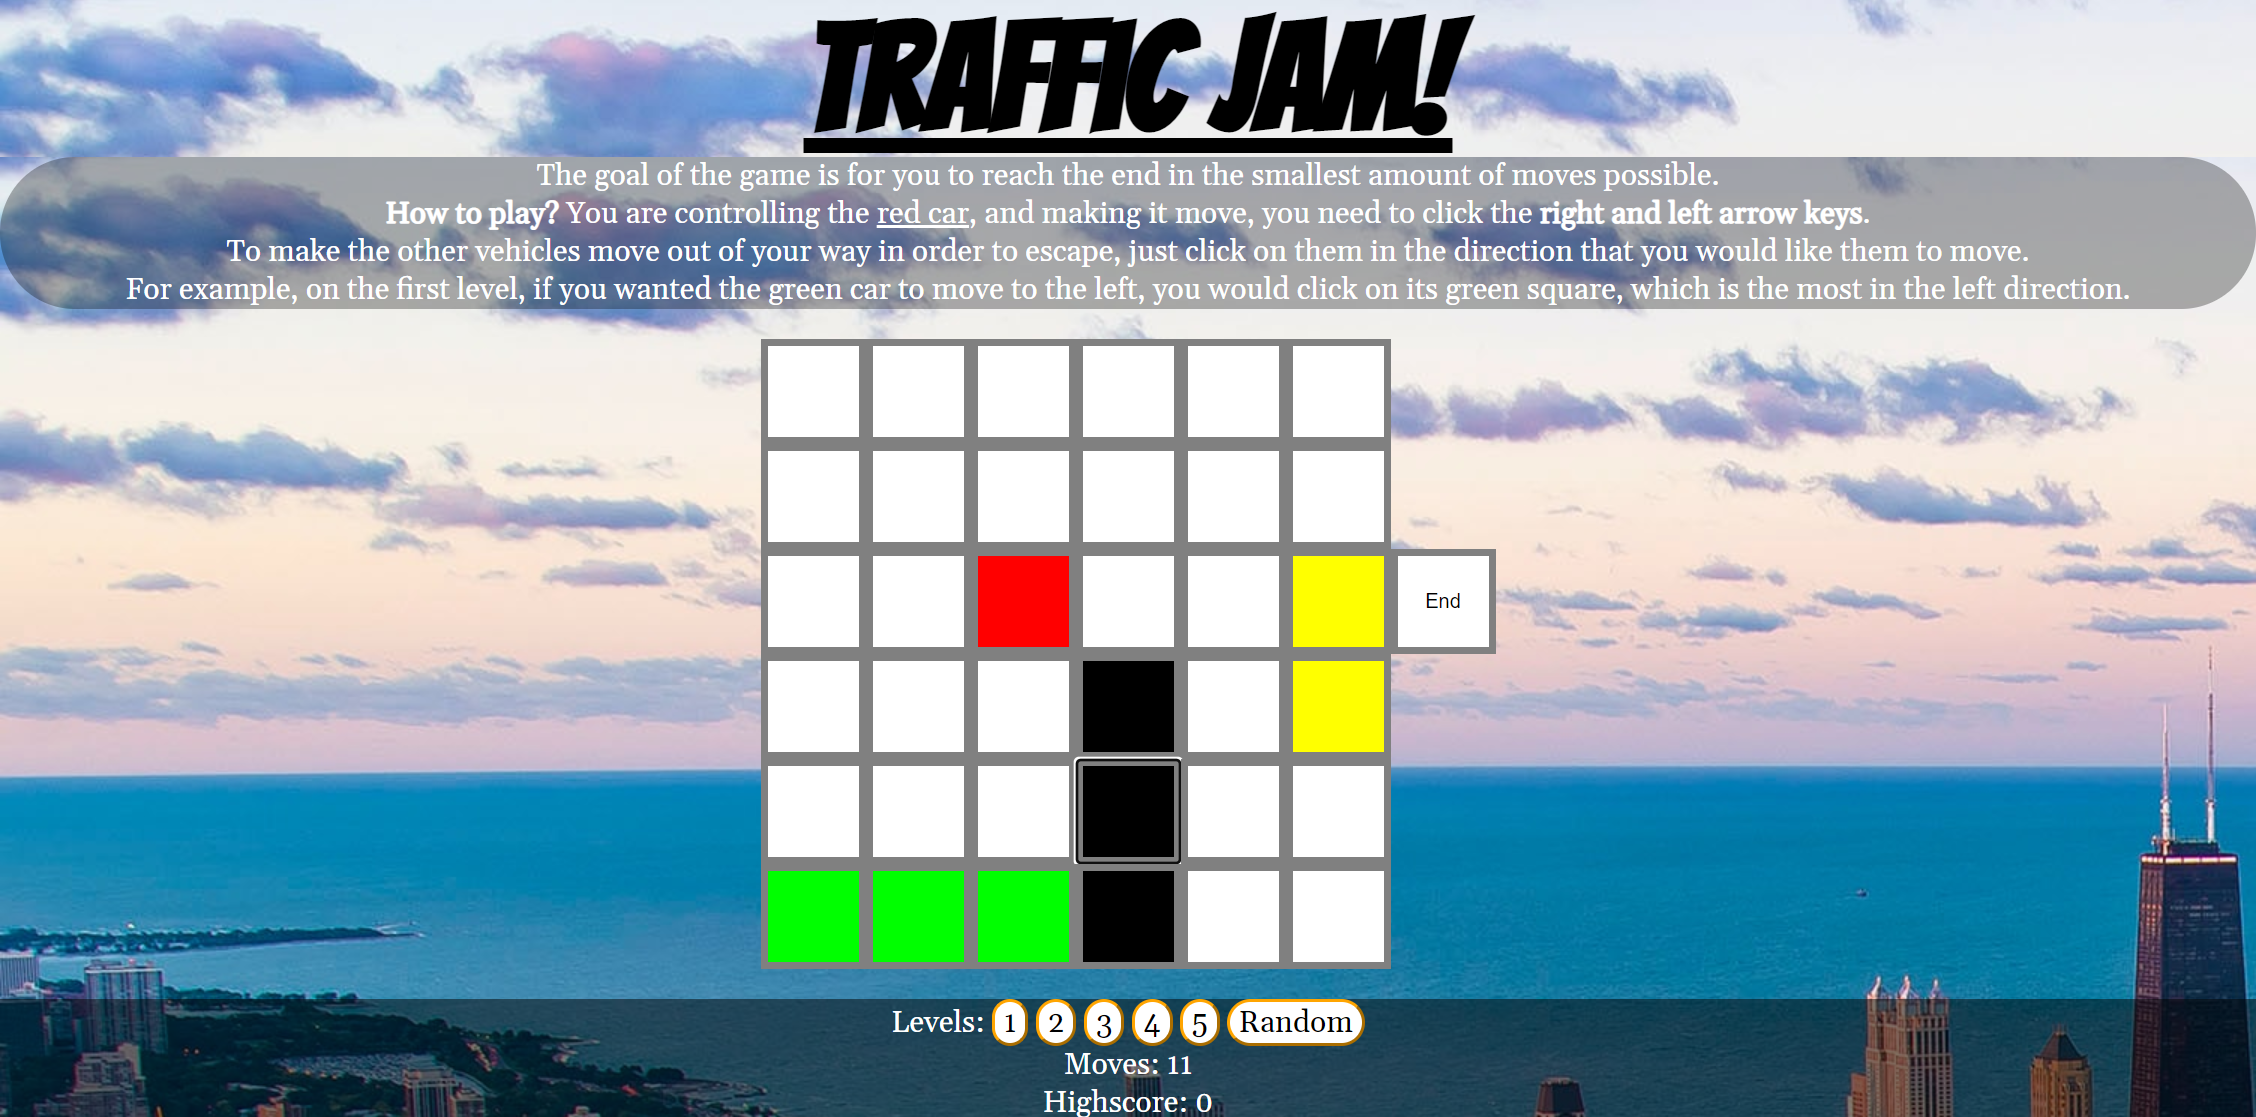 TRAFFIC JAM!
The goal of the game is for you to reach the end in the smallest amount of moves possible.
How to play? You are controlling the red car, and making it move, you need to click the right and left arrow keys.
To make the other vehicles move out of your way in order to escape, just click on them in the direction that you would like them to move.
For example, on the first level, if you wanted the green car to move to the left, you would click on its green square, which is the most in the left direction.
End
Levels: 1 2 3 4 5 Random
Moves: 11
Highscore: 0